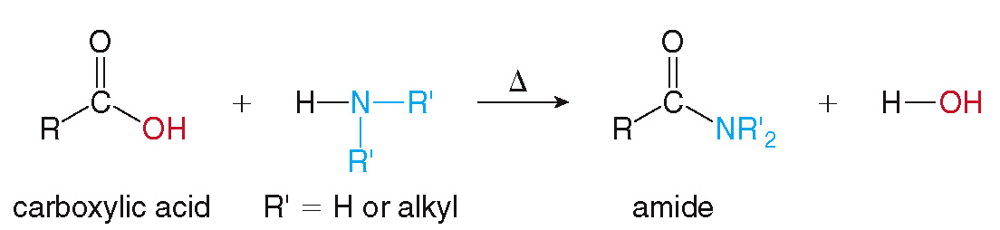 O O
C + H—N—R' Δ C + H—OH
R OH R NR'2
R'
carboxylic acid R' = H or alkyl amide